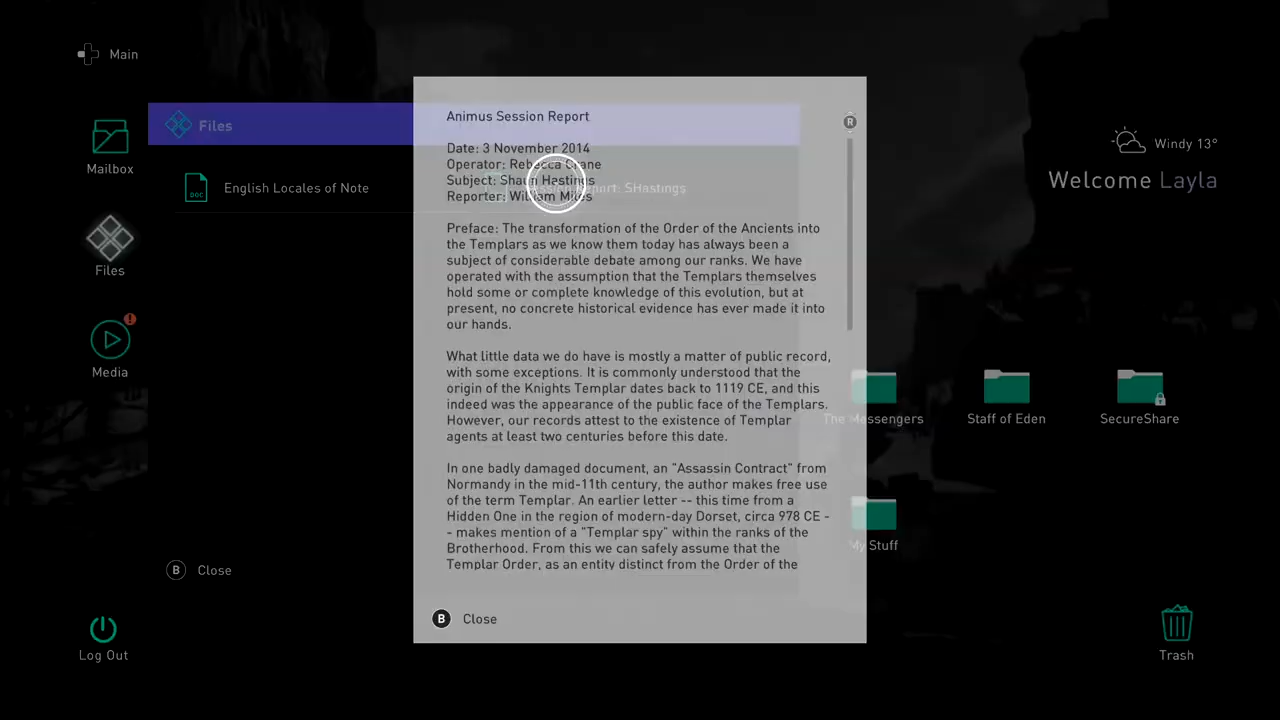 Main
Animus Session Report
Files
R
Date: 3 November 2014
Operator: Rebecca Crane
Windy 13°
Mailbox
Subject: Shaun Hastings
Welcome Layla
DOC
English Locales of Note
Session Report: SHastings
Reporter: William Miles
Preface: The transformation of the Order of the Ancients into
the Templars as we know them today has always been a
subject of considerable debate among our ranks. We have
Files
operated with the assumption that the Templars themselves
hold some or complete knowledge of this evolution, but at
present, no concrete historical evidence has ever made it into
our hands.
What little data we do have is mostly a matter of public record,
Media
with some exceptions. It is commonly understood that the
origin of the Knights Templar dates back to 1119 CE, and this
indeed was the appearance of the public face of the Templars.
The Messengers
Staff of Eden
SecureShare
However, our records attest to the existence of Templar
agents at least two centuries before this date.
In one badly damaged document, an "Assassin Contract" from
Normandy in the mid-11th century, the author makes free use
of the term Templar. An earlier letter -- this time from a
Hidden One in the region of modern-day Dorset, circa 978 CE -
- makes mention of a "Templar spy" within the ranks of the
My Stuff
Brotherhood. From this we can safely assume that the
Templar Order, as an entity distinct from the Order of the
B Close
B Close
Log Out
Trash